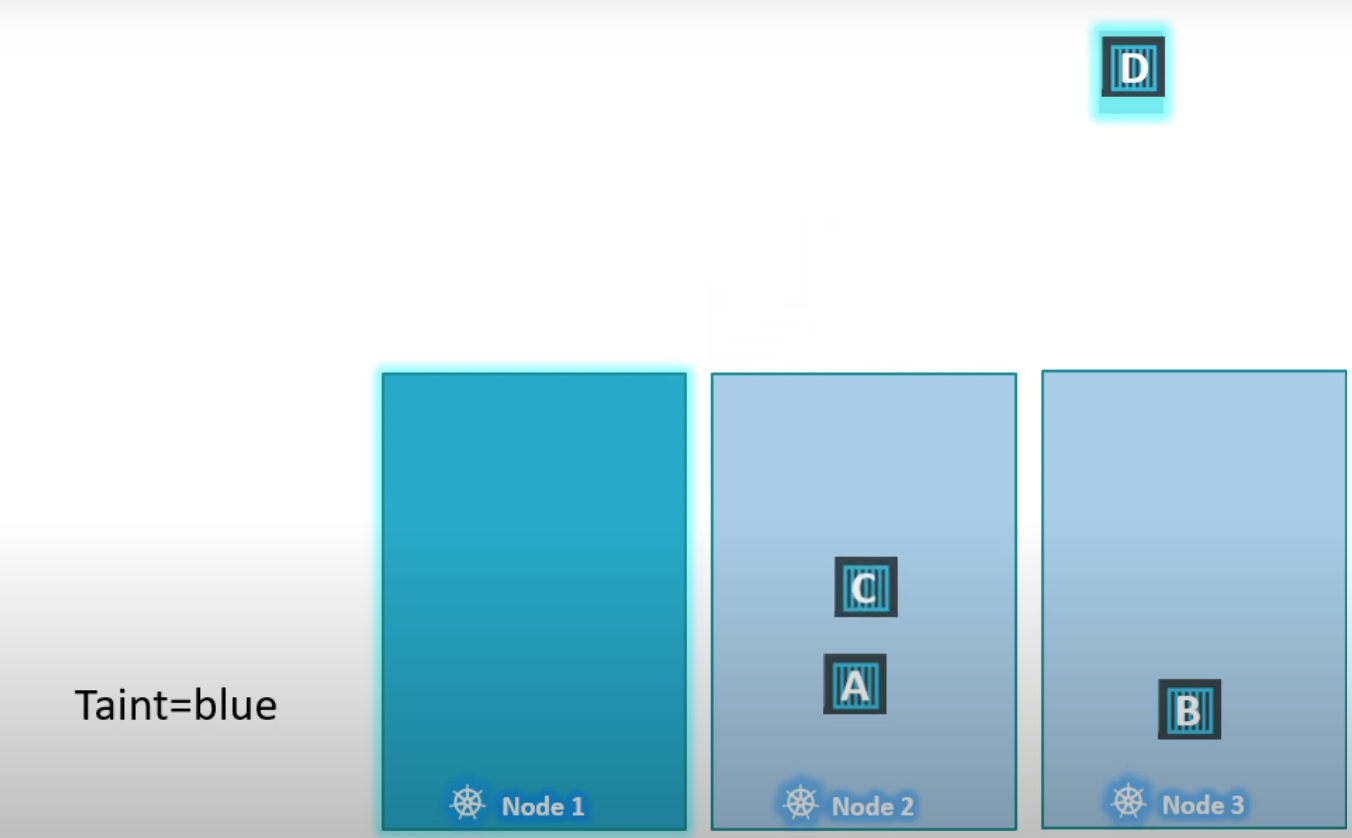 D
C
A
B
Taint=blue
Node 1
Node 2
Node 3